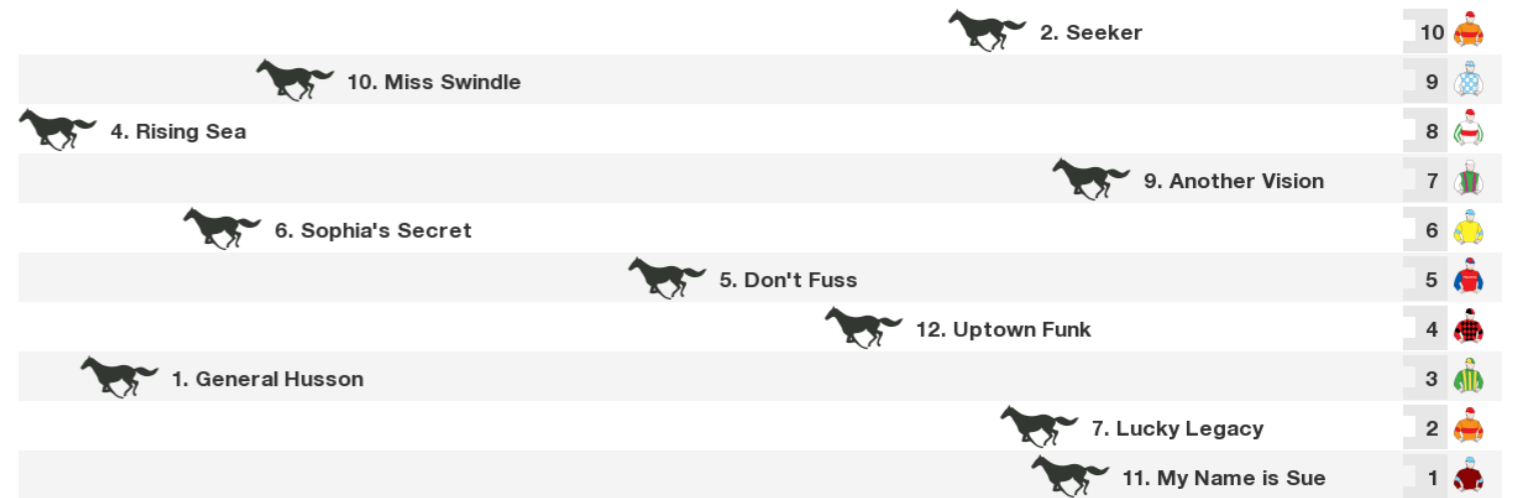 2. Seeker 10
10. Miss Swindle 9
4. Rising Sea 8
9. Another Vision 7
6. Sophia's Secret 6
5. Don't Fuss 5
12. Uptown Funk 4
1. General Husson 3
7. Lucky Legacy 2
11. My Name is Sue 1